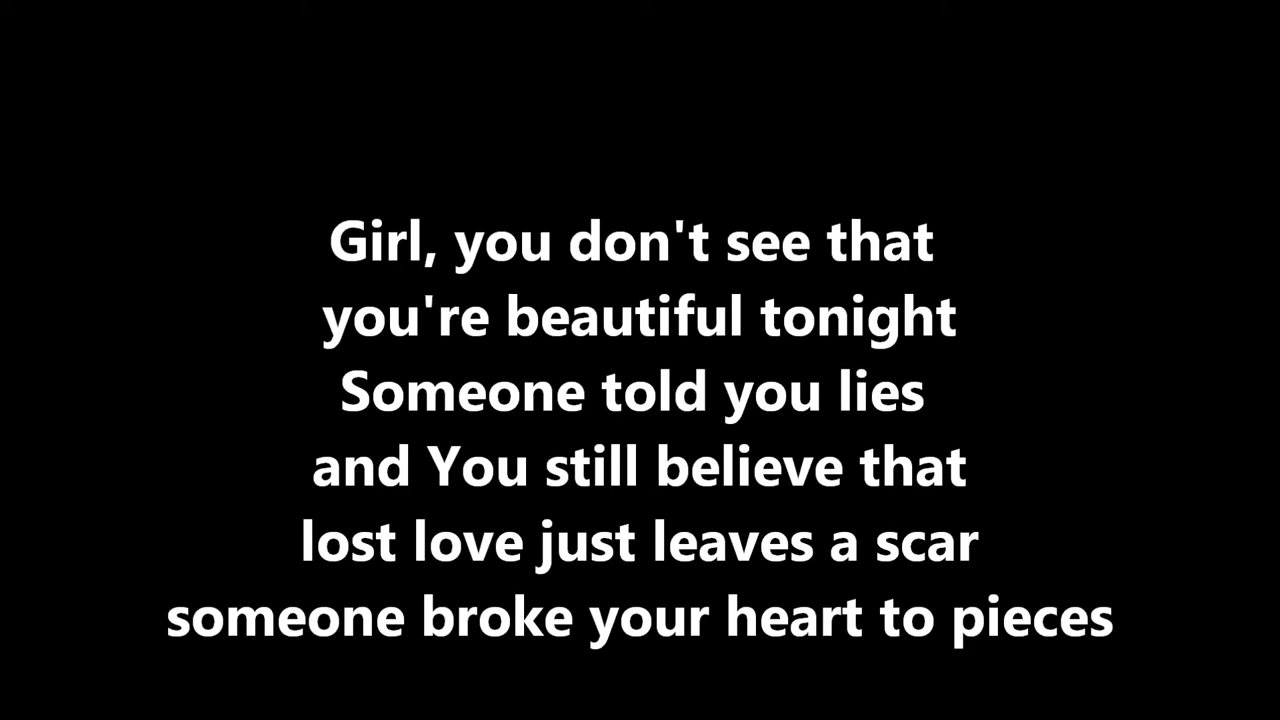 Girl, you don't see that
you're beautiful tonight
Someone told you lies
and You still believe that
lost love just leaves a scar
someone broke your heart to pieces